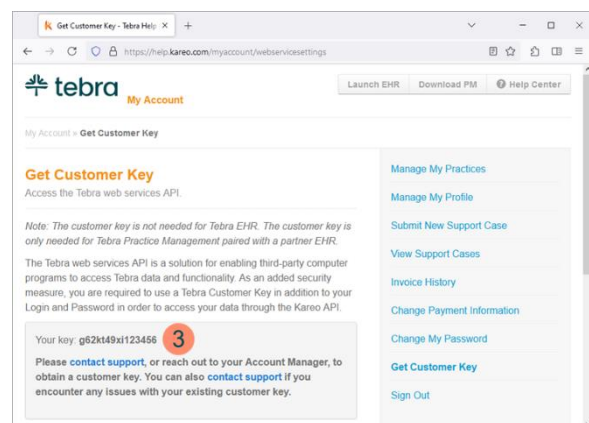 Get Customer Key - Tebra Help
https://help.kareo.com/myaccount/webservicesettings
tebra
My Account
Launch EHR
Download PM
Help Center
My Account » Get Customer Key
Get Customer Key
Access the Tebra web services API.
Note: The customer key is not needed for Tebra EHR. The customer key is
only needed for Tebra Practice Management paired with a partner EHR.
The Tebra web services API is a solution for enabling third-party computer
programs to access Tebra data and functionality. As an added security
measure, you are required to use a Tebra Customer Key in addition to your
Login and Password in order to access your data through the Kareo API.
Your key: g62kt49xi123456
3
Please contact support, or reach out to your Account Manager, to
obtain a customer key. You can also contact support if you
encounter any issues with your existing customer key.
Manage My Practices
Manage My Profile
Submit New Support Case
View Support Cases
Invoice History
Change Payment Information
Change My Password
Get Customer Key
Sign Out